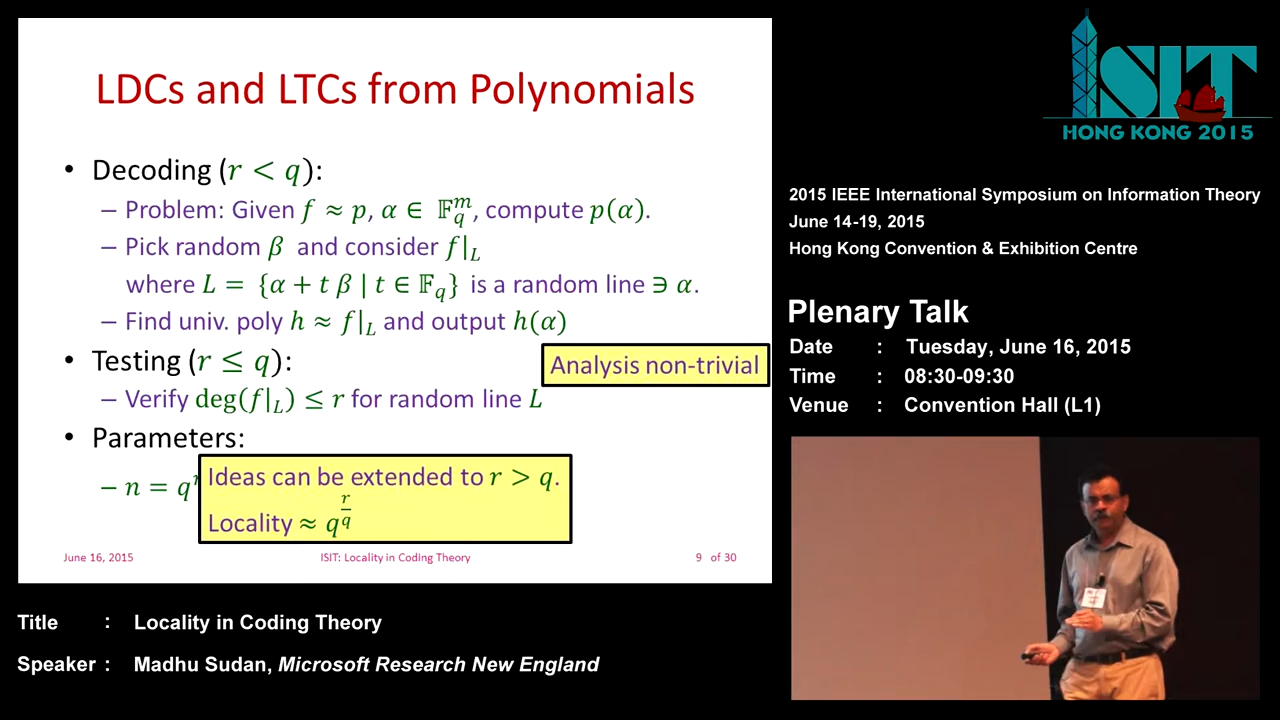 LDCs and LTCs from Polynomials
• Decoding (r < q):
– Problem: Given f ≈ p, α ∈ 𝔽_q^m, compute p(α).
– Pick random β and consider f|_L
where L = {α + t β | t ∈ 𝔽_q} is a random line ∋ α.
– Find univ. poly h ≈ f|_L and output h(α)
• Testing (r ≤ q):
Analysis non-trivial
– Verify deg(f|_L) ≤ r for random line L
• Parameters:
– n = q
Ideas can be extended to r > q.
Locality ≈ q^{r/q}
June 16, 2015 ISIT: Locality in Coding Theory 9 of 30
Title : Locality in Coding Theory
Speaker : Madhu Sudan, Microsoft Research New England
ISIT
HONG KONG 2015
2015 IEEE International Symposium on Information Theory
June 14-19, 2015
Hong Kong Convention & Exhibition Centre
Plenary Talk
Date : Tuesday, June 16, 2015
Time : 08:30-09:30
Venue : Convention Hall (L1)